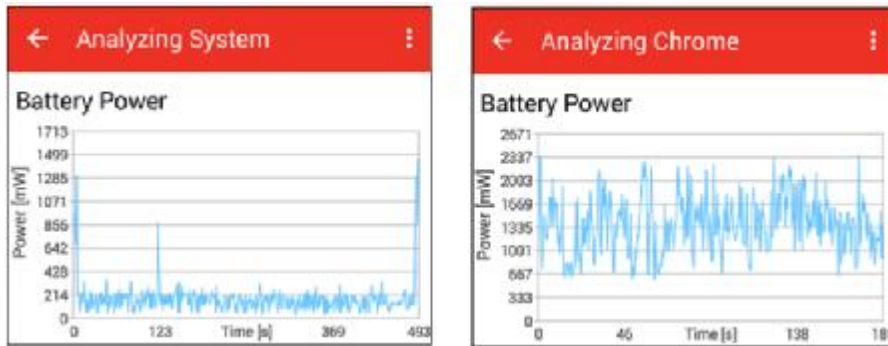 Analyzing System
Battery Power
1713
1499
1285
1071
856
642
428
214
0
Power [mW]
0 123 Time [s] 369 493
Analyzing Chrome
Battery Power
2671
2337
2003
1669
1335
1001
667
333
0
Power [mW]
0 46 Time [s] 138